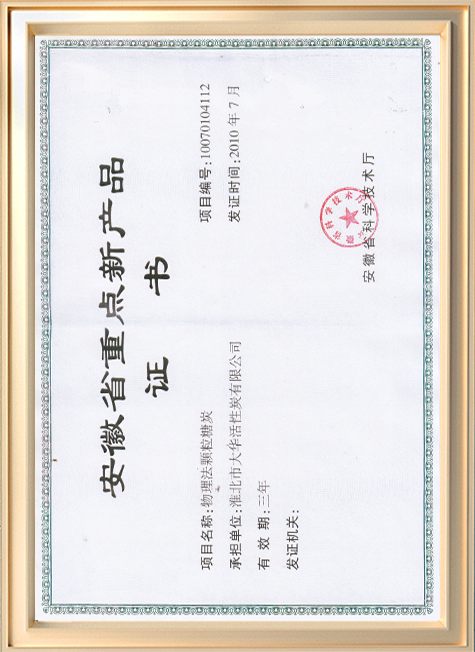 安徽省重点新产品
证书
项目名称:物理法颗粒糖炭
项目编号:10070104112
承担单位:淮北市大华活性炭有限公司
发证时间:2010 年 7 月
有 效 期:三年
发证机关:
安徽省科学技术厅